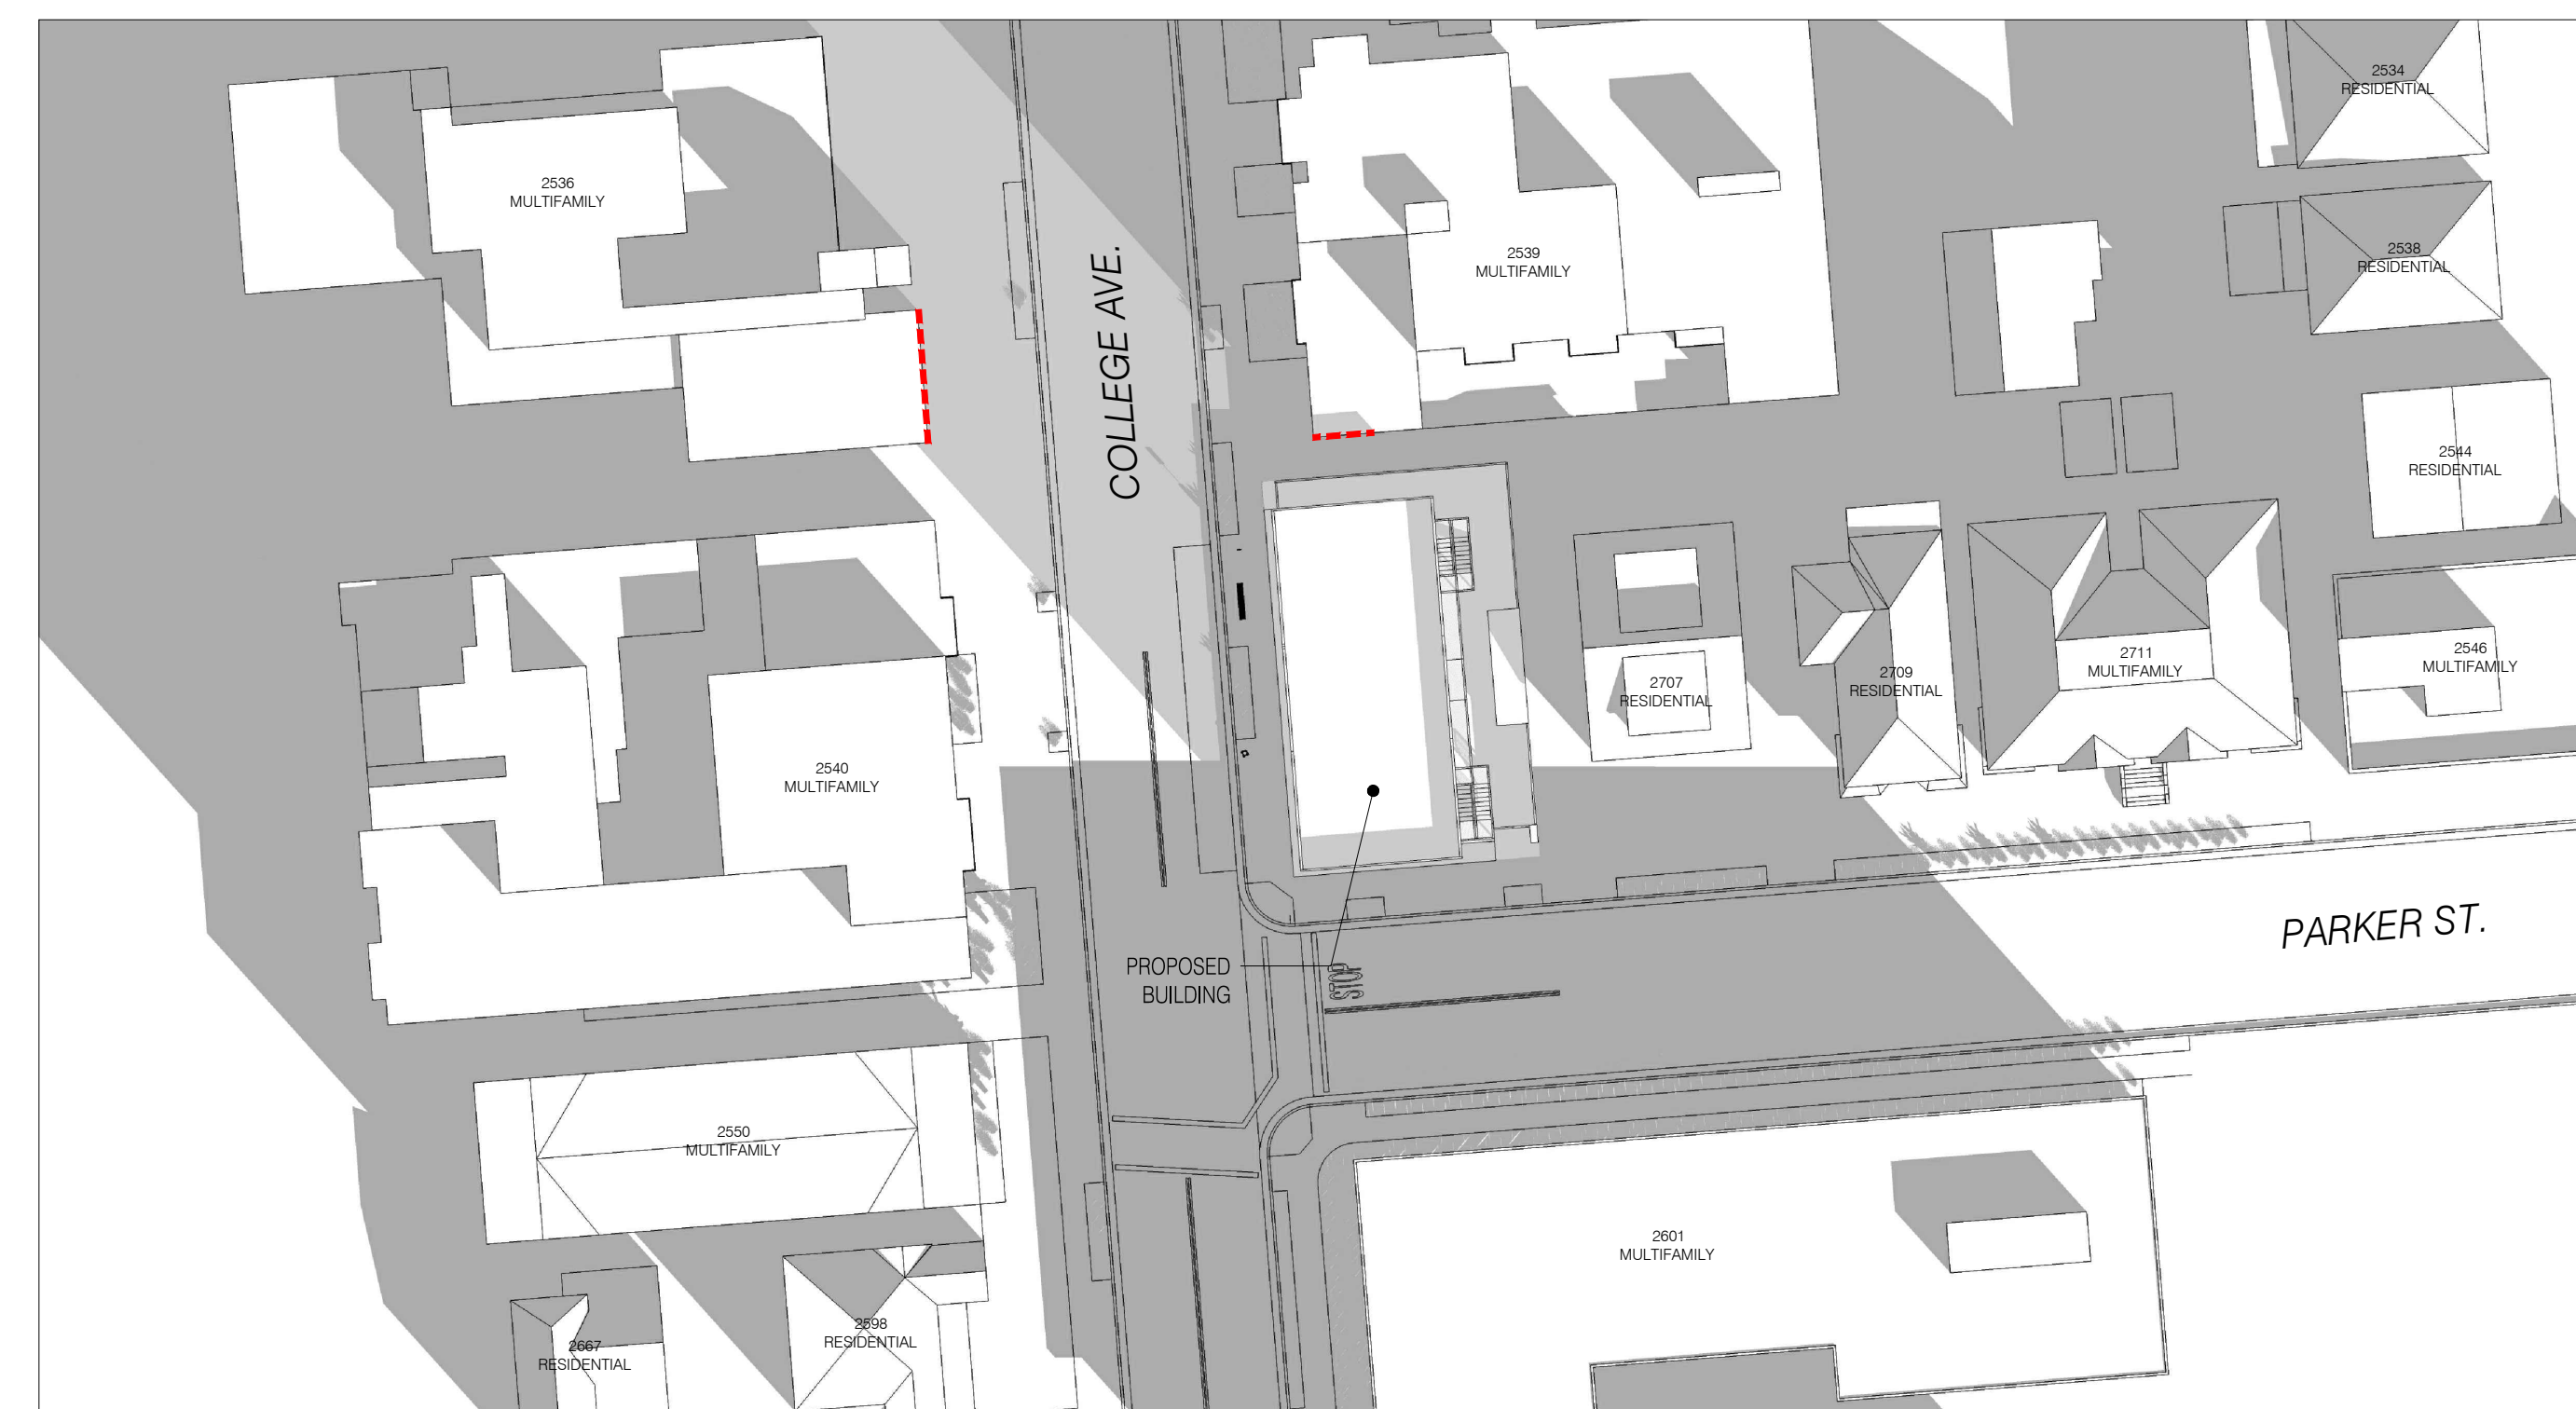 2534
RESIDENTIAL
2536
MULTIFAMILY
COLLEGE AVE.
2539
MULTIFAMILY
2538
RESIDENTIAL
2544
RESIDENTIAL
2707
RESIDENTIAL
2709
RESIDENTIAL
2711
MULTIFAMILY
2546
MULTIFAMILY
2540
MULTIFAMILY
PARKER ST.
PROPOSED
BUILDING
STOP
2550
MULTIFAMILY
2601
MULTIFAMILY
2598
RESIDENTIAL
2667
RESIDENTIAL